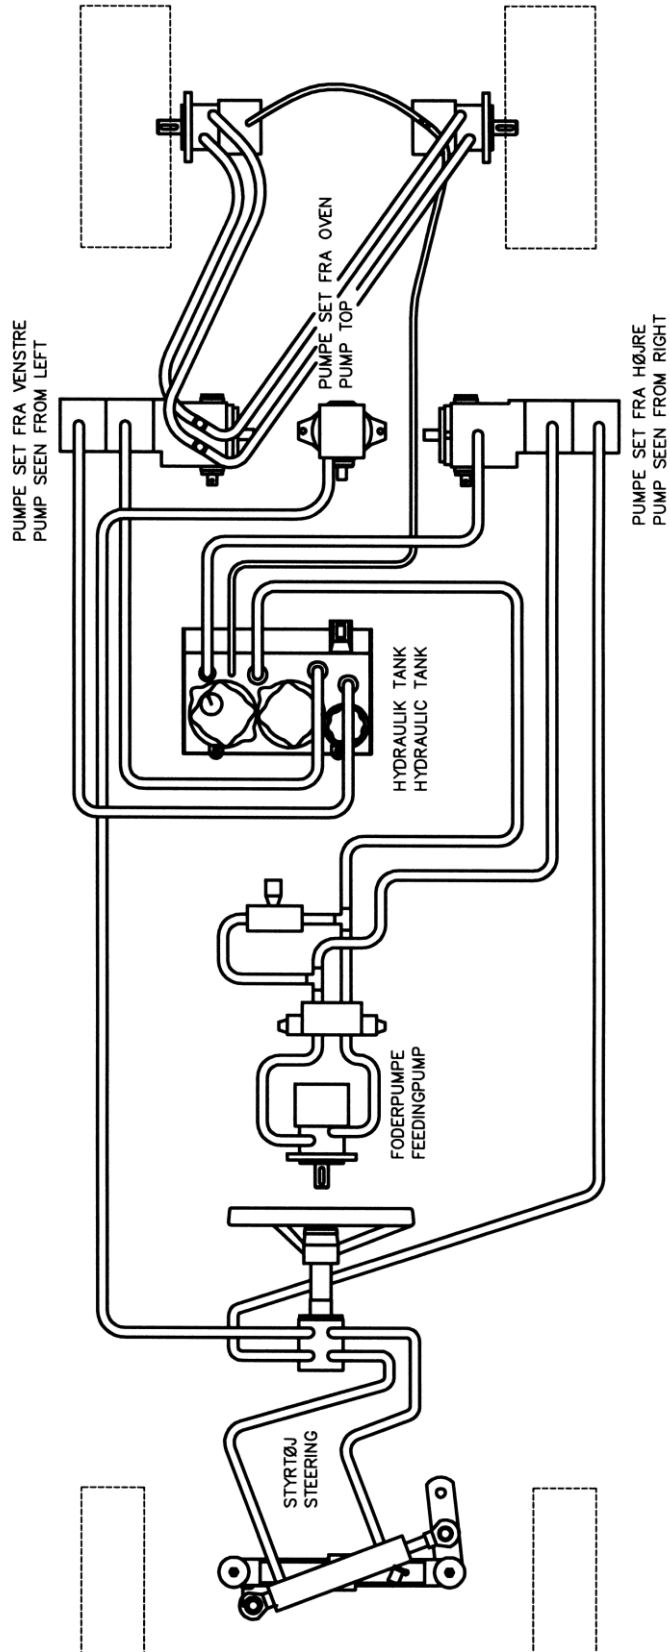 PUMPE SET FRA VENSTRE
PUMP SEEN FROM LEFT
PUMPE SET FRA OVEN
PUMP TOP
PUMPE SET FRA HØJRE
PUMP SEEN FROM RIGHT
HYDRAULIK TANK
HYDRAULIC TANK
FODERPUMPE
FEEDINGPUMP
STYRTØJ
STEERING